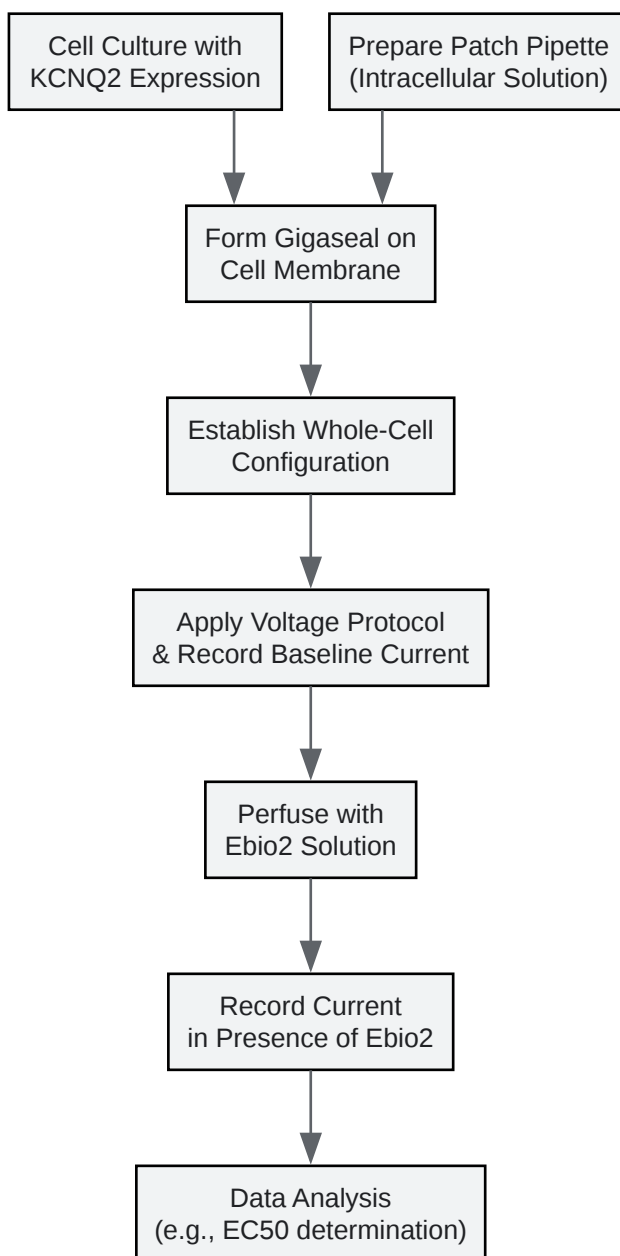 Cell Culture with
KCNQ2 Expression
Prepare Patch Pipette
(Intracellular Solution)
Form Gigaseal on
Cell Membrane
Establish Whole-Cell
Configuration
Apply Voltage Protocol
& Record Baseline Current
Perfuse with
Ebio2 Solution
Record Current
in Presence of Ebio2
Data Analysis
(e.g., EC50 determination)